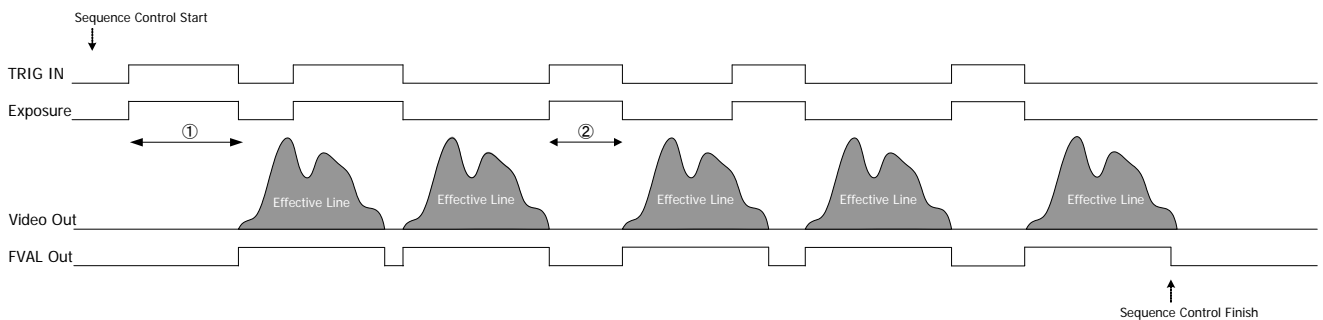 Sequence Control Start
TRIG IN
Exposure
① ②
Effective Line Effective Line Effective Line Effective Line Effective Line
Video Out
FVAL Out
Sequence Control Finish